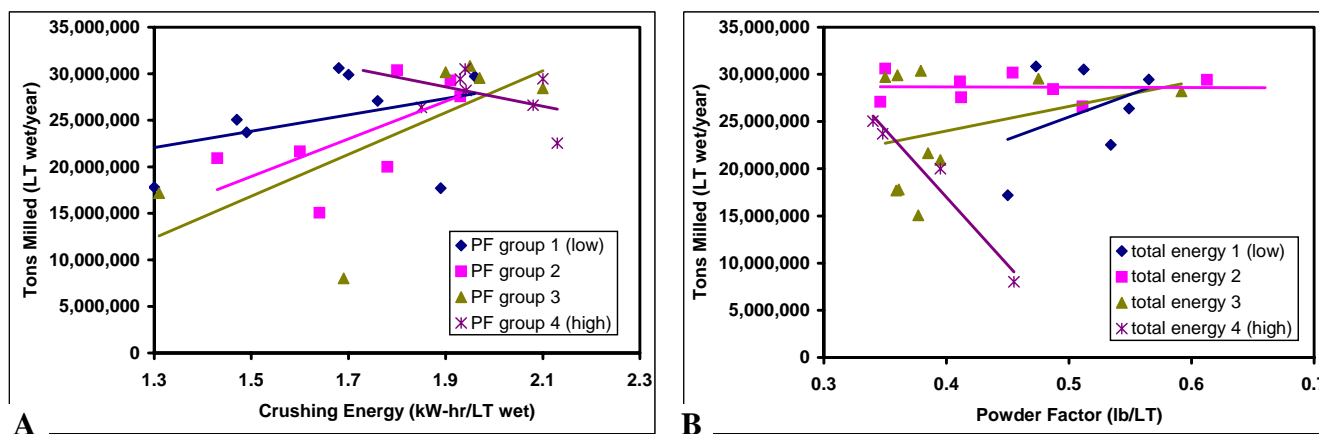 35,000,000
30,000,000
25,000,000
20,000,000
15,000,000
10,000,000
5,000,000
0
Tons Milled (LT wet/year)
PF group 1 (low)
PF group 2
PF group 3
PF group 4 (high)
1.3 1.5 1.7 1.9 2.1 2.3
Crushing Energy (kW-hr/LT wet)
A
35,000,000
30,000,000
25,000,000
20,000,000
15,000,000
10,000,000
5,000,000
0
Tons Milled (LT wet/year)
total energy 1 (low)
total energy 2
total energy 3
total energy 4 (high)
0.3 0.4 0.5 0.6 0.7
Powder Factor (lb/LT)
B